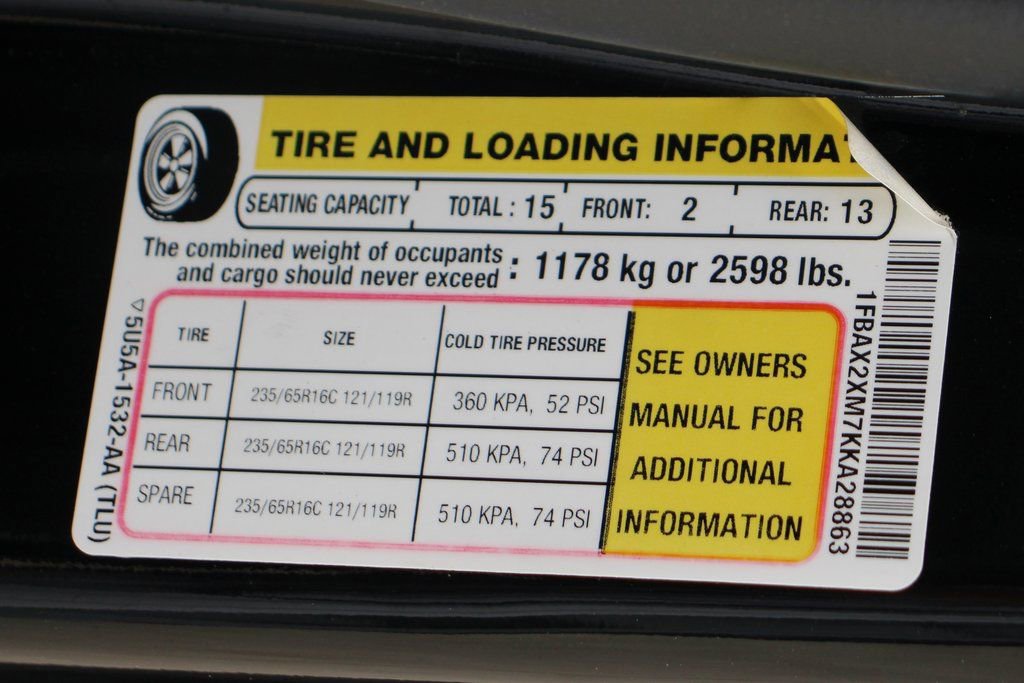 TIRE AND LOADING INFORMA
SEATING CAPACITY TOTAL : 15 FRONT: 2 REAR: 13
The combined weight of occupants
and cargo should never exceed : 1178 kg or 2598 lbs.
TIRE SIZE COLD TIRE PRESSURE
FRONT 235/65R16C 121/119R 360 KPA, 52 PSI
REAR 235/65R16C 121/119R 510 KPA, 74 PSI
SPARE 235/65R16C 121/119R 510 KPA, 74 PSI
SEE OWNERS
MANUAL FOR
ADDITIONAL
INFORMATION
5U5A-1532-AA (TLU)
1FBAX2XM7KKA28863